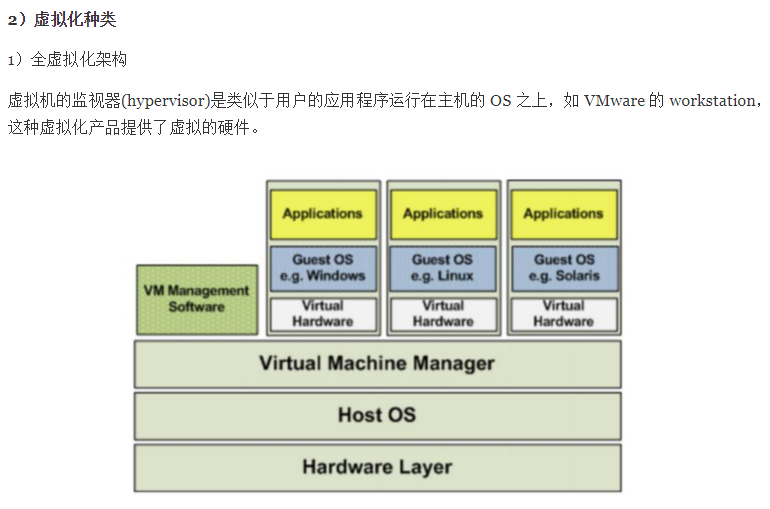 2）虚拟化种类
1）全虚拟化架构
虚拟机的监视器(hypervisor)是类似于用户的应用程序运行在主机的 OS 之上，如 VMware 的 workstation，
这种虚拟化产品提供了虚拟的硬件。
Applications Applications Applications
Guest OS Guest OS Guest OS
e.g. Windows e.g. Linux e.g. Solaris
VM Management
Software
Virtual Virtual Virtual
Hardware Hardware Hardware
Virtual Machine Manager
Host OS
Hardware Layer